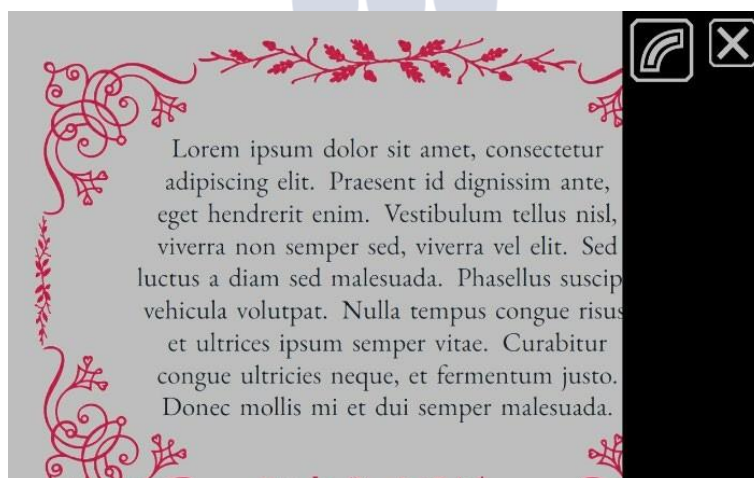 Lorem ipsum dolor sit amet, consectetur
adipiscing elit. Praesent id dignissim ante,
eget hendrerit enim. Vestibulum tellus nisl,
viverra non semper sed, viverra vel elit. Sed
luctus a diam sed malesuada. Phasellus suscip
vehicula volutpat. Nulla tempus congue risus
et ultrices ipsum semper vitae. Curabitur
congue ultricies neque, et fermentum justo.
Donec mollis mi et dui semper malesuada.